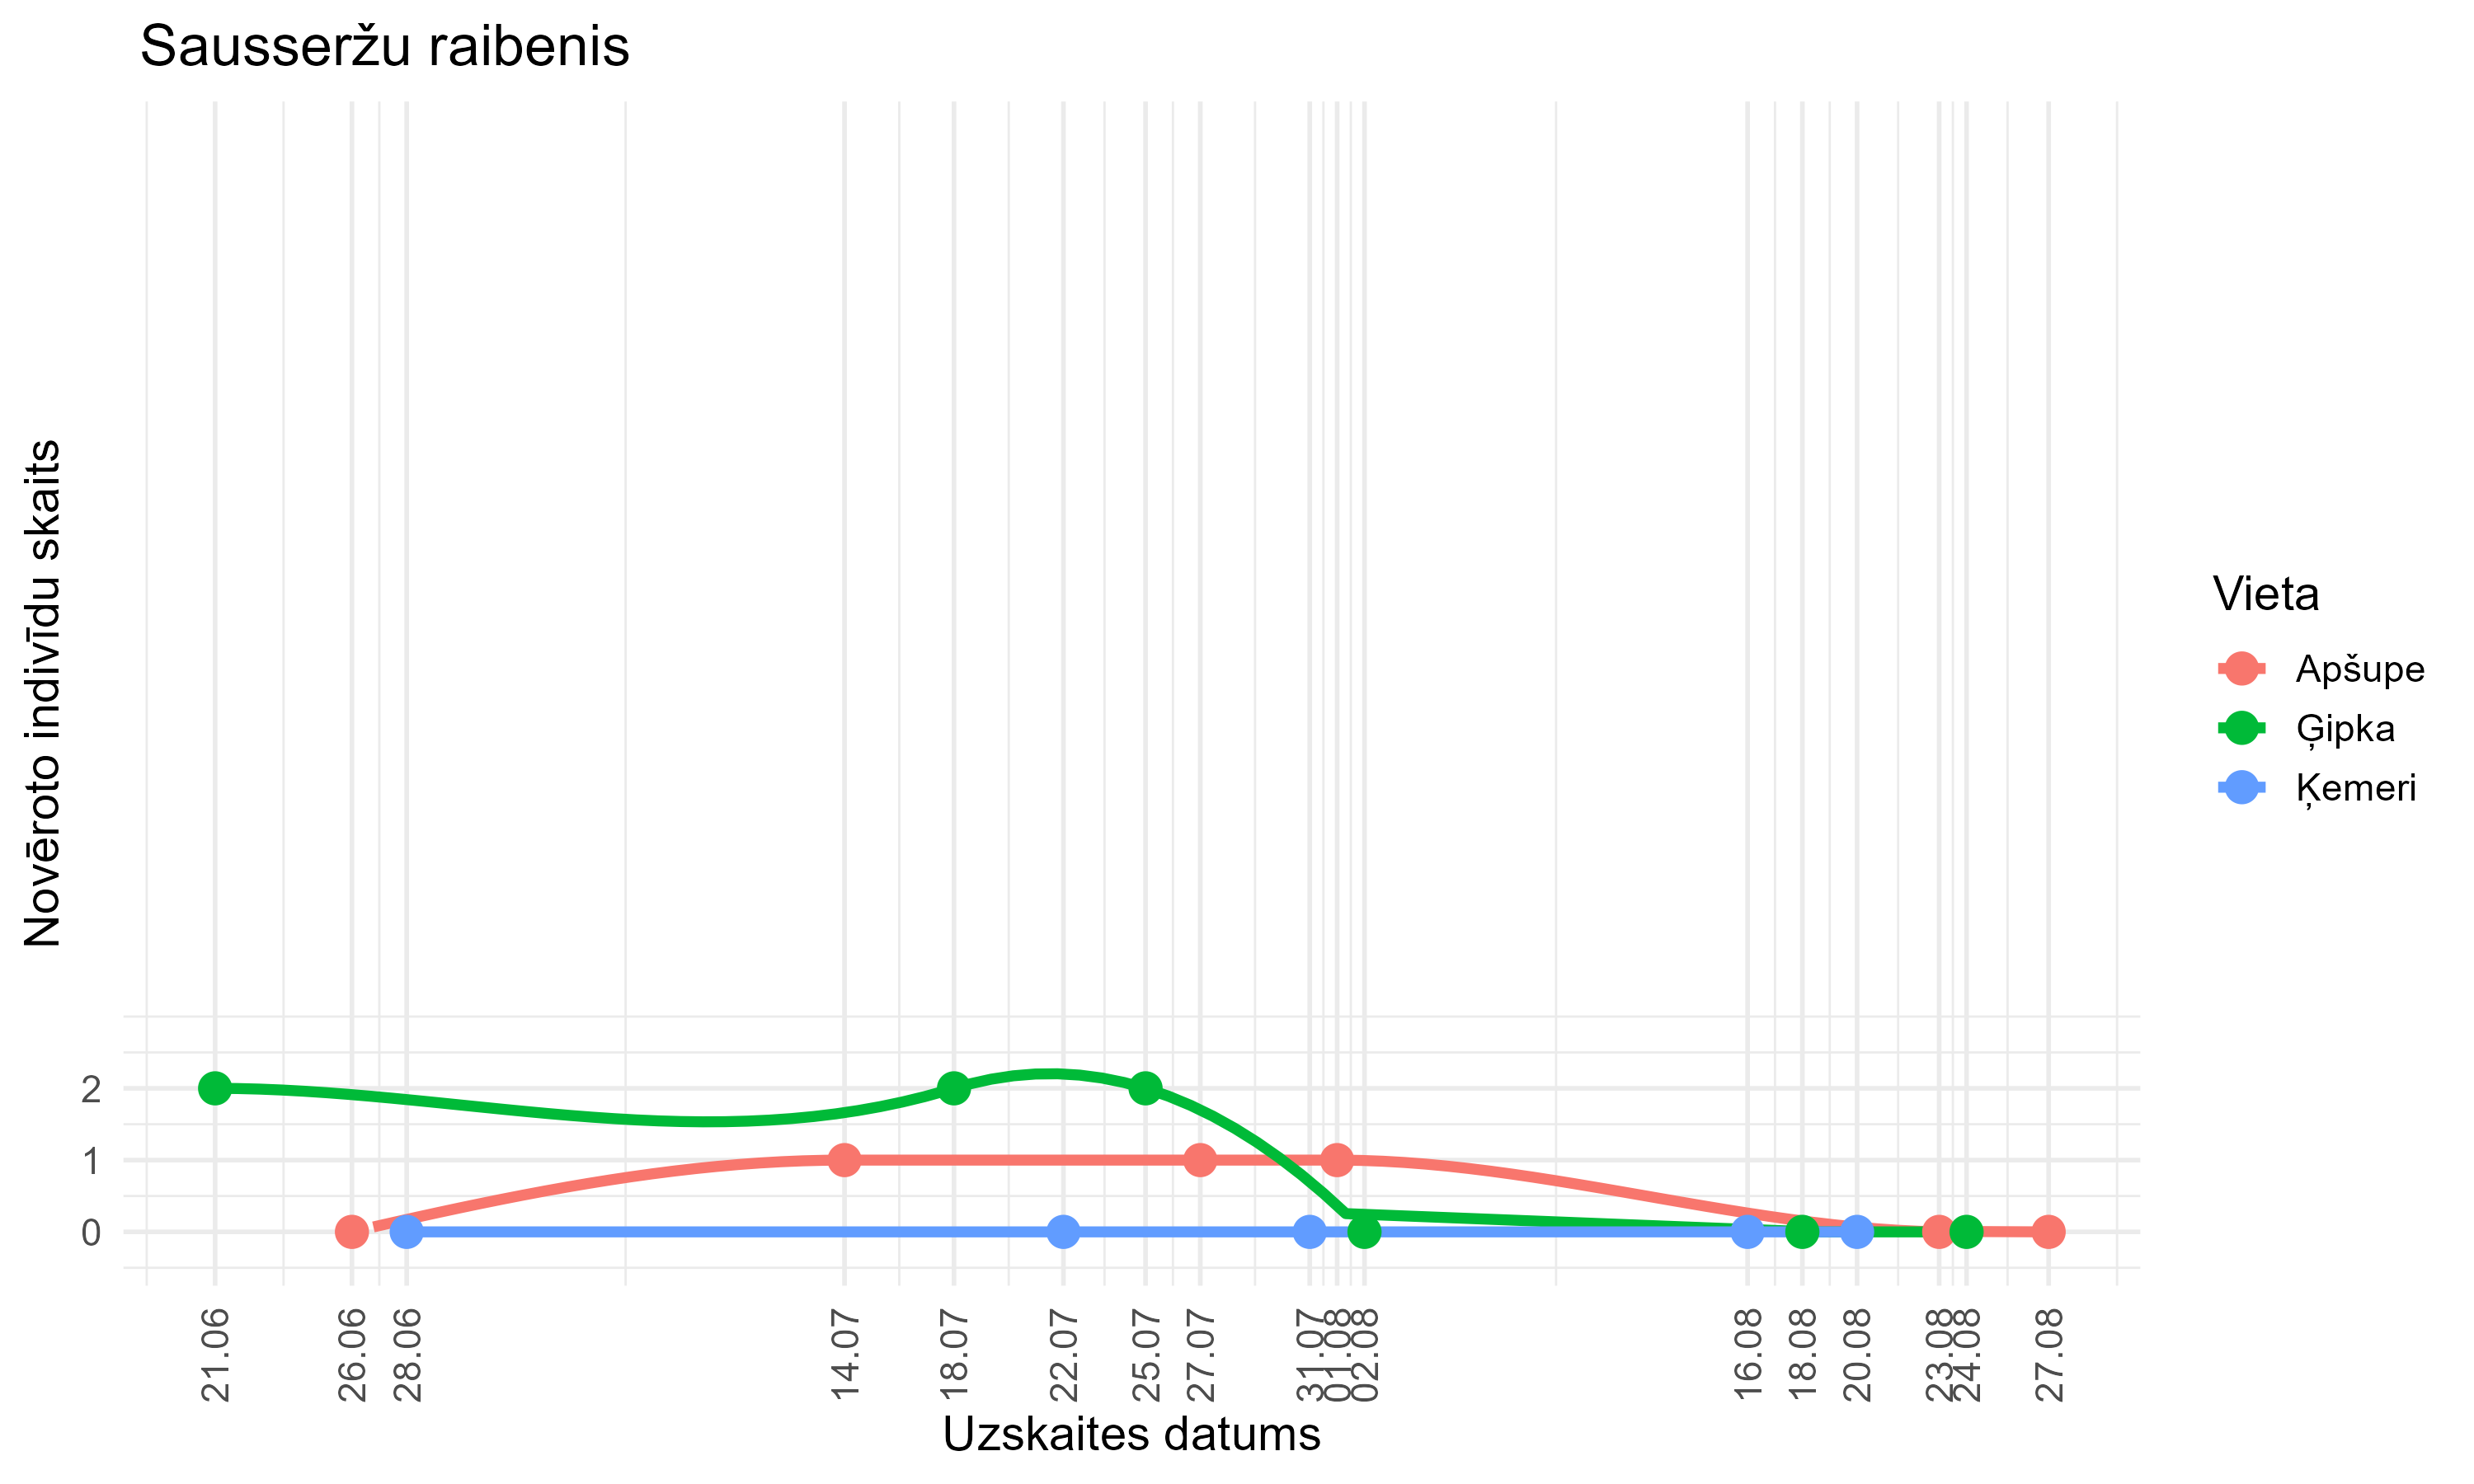 Sausseržu raibenis
Novēroto indivīdu skaits
2
1
0
21.06
26.06
28.06
14.07
18.07
22.07
25.07
27.07
31.07
01.08
02.08
16.08
18.08
20.08
23.08
24.08
27.08
Uzskaites datums
Vieta
Apšupe
Ģipka
Ķemeri